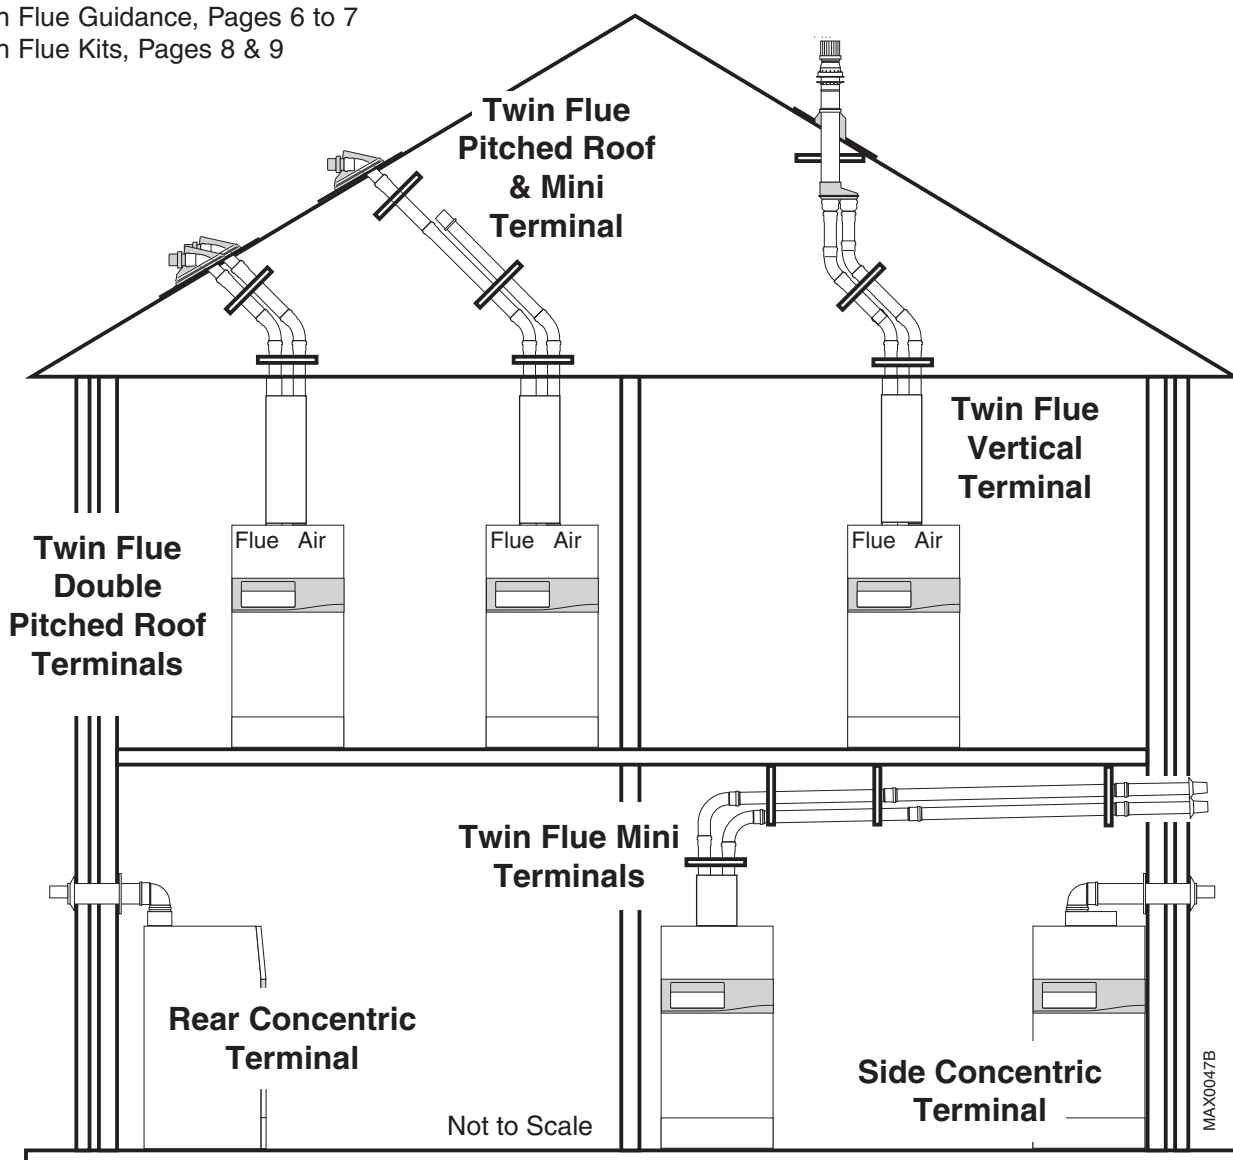 Flue Guidance, Pages 6 to 7
Flue Kits, Pages 8 & 9
Twin Flue
Pitched Roof
& Mini
Terminal
Twin Flue
Vertical
Terminal
Flue Air
Flue Air
Flue Air
Twin Flue
Double
Pitched Roof
Terminals
Twin Flue Mini
Terminals
Rear Concentric
Terminal
Side Concentric
Terminal
Not to Scale
MAX0047B